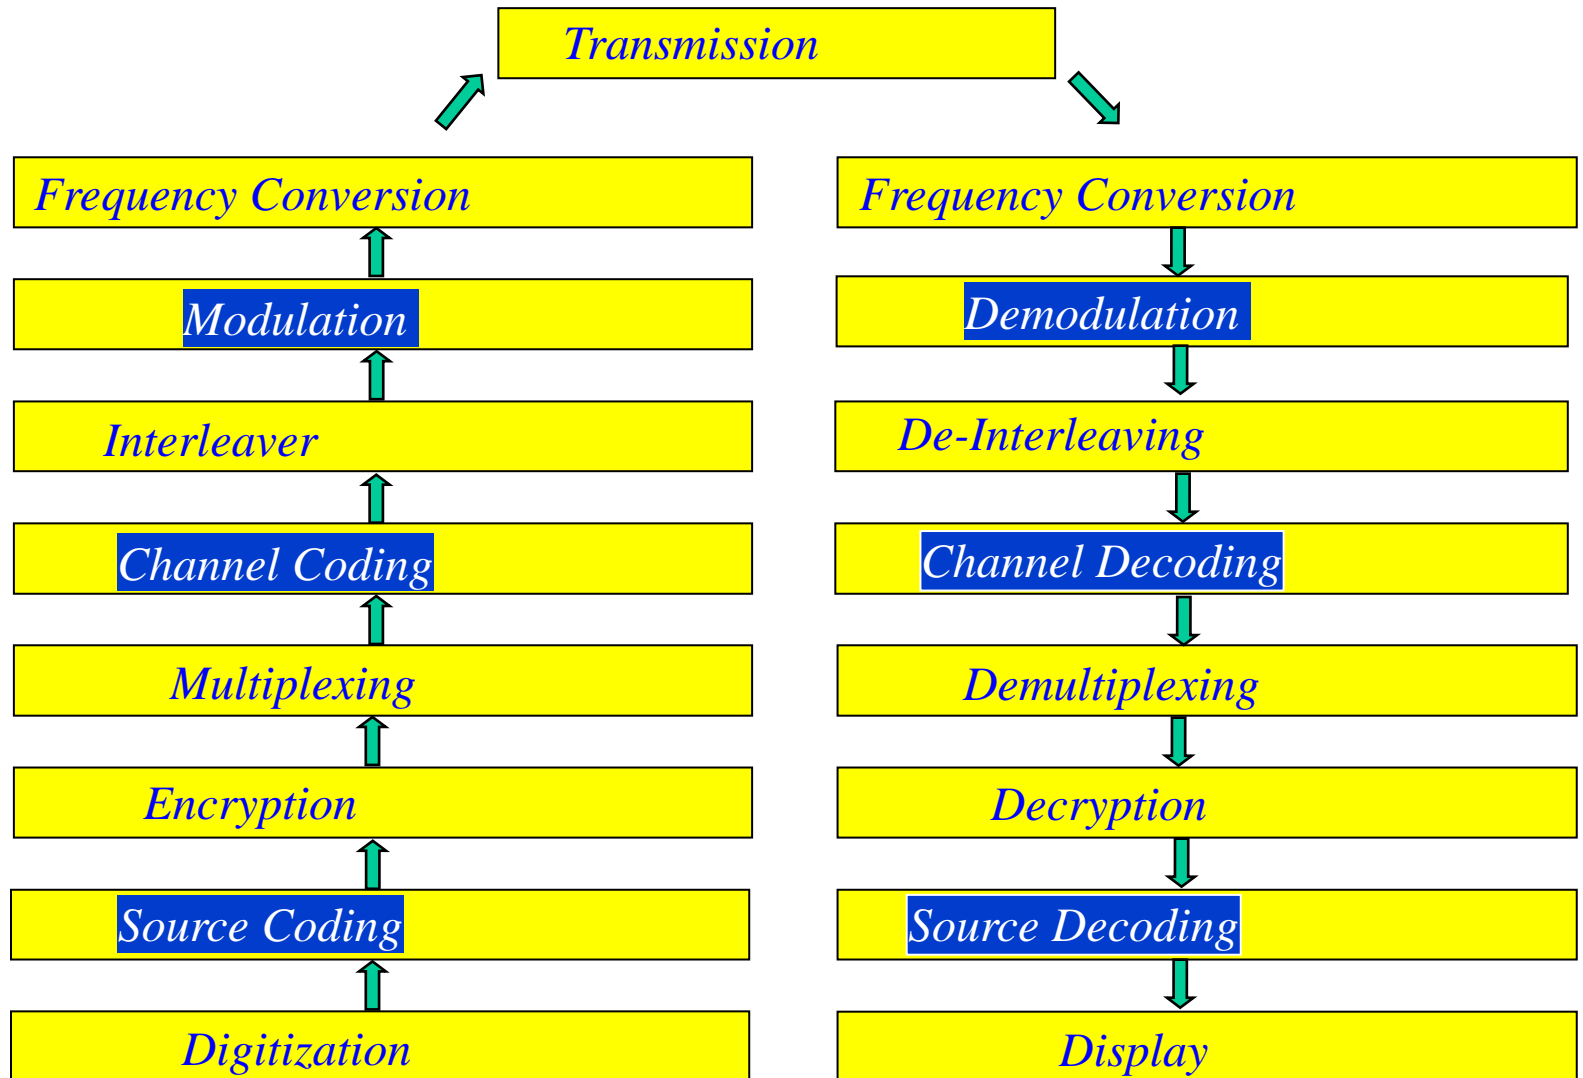 Transmission
Frequency Conversion
Modulation
Interleaver
Channel Coding
Multiplexing
Encryption
Source Coding
Digitization
Frequency Conversion
Demodulation
De-Interleaving
Channel Decoding
Demultiplexing
Decryption
Source Decoding
Display